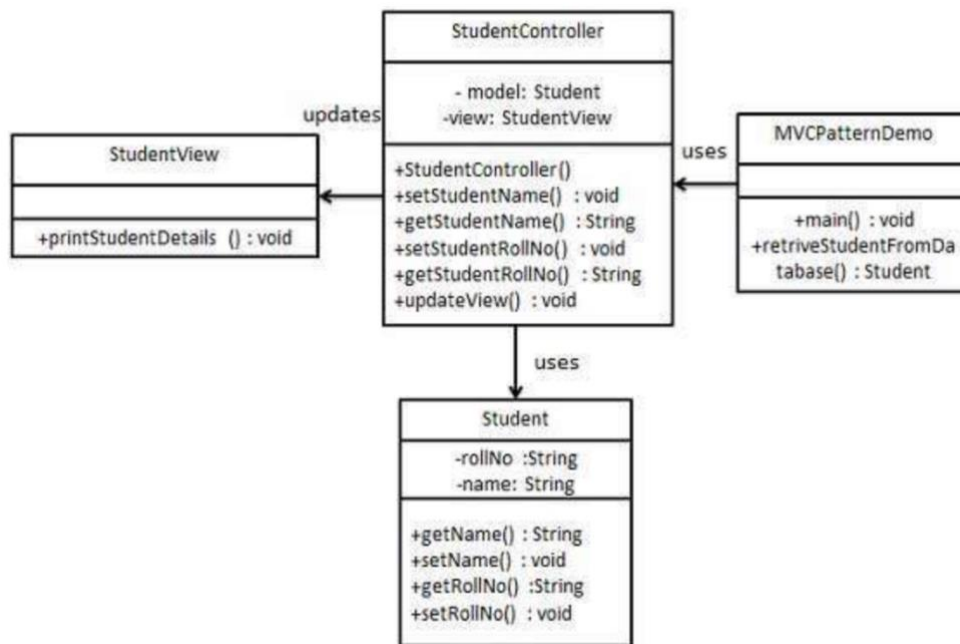 StudentController
- model: Student
-view: StudentView
+StudentController()
+setStudentName() : void
+getStudentName() : String
+setStudentRollNo() : void
+getStudentRollNo() : String
+updateView() : void
updates
StudentView
+printStudentDetails () : void
uses
MVCPatternDemo
+main() : void
+retriveStudentFromDa
tabase() : Student
uses
Student
-rollNo :String
-name: String
+getName() : String
+setName() : void
+getRollNo() :String
+setRollNo() : void